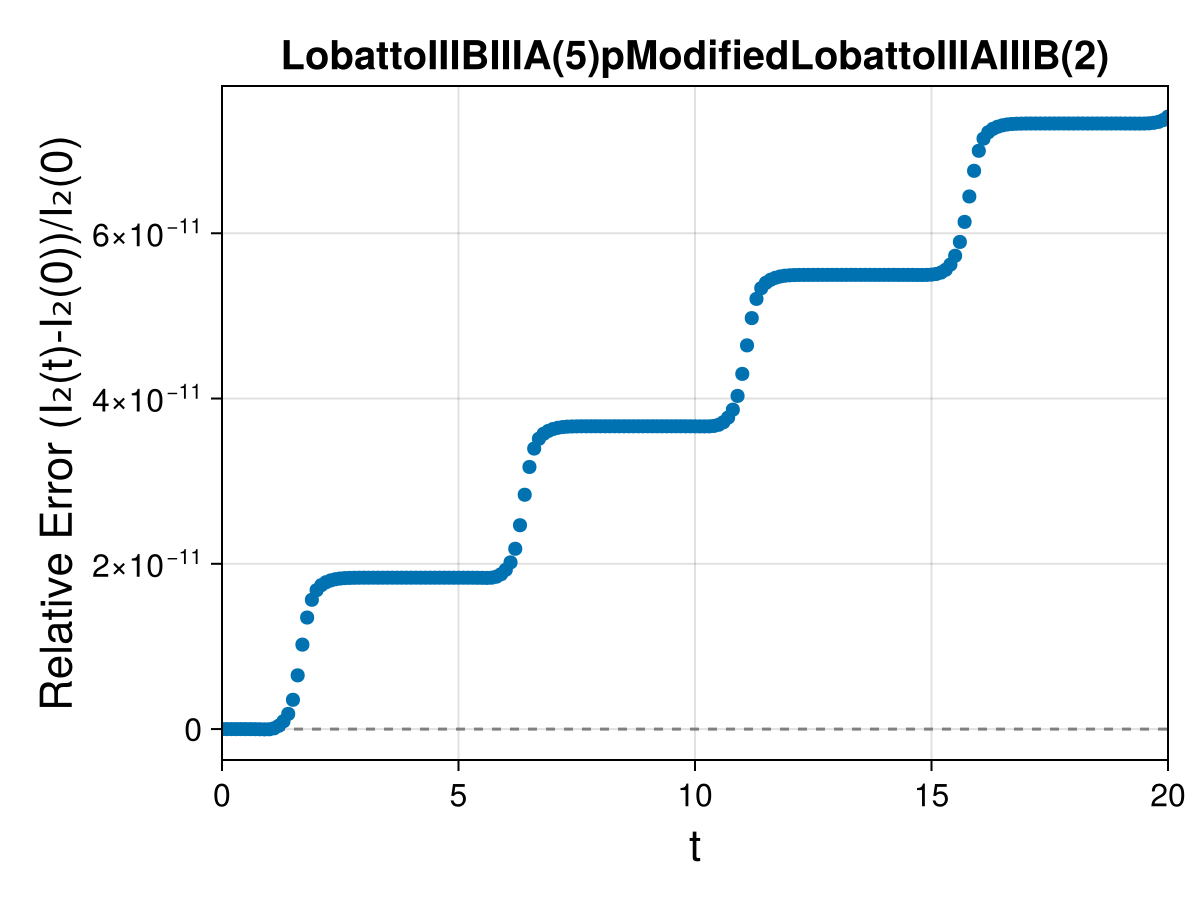 LobattoIIIBIIIA(5)pModifiedLobattoIIIAIIIB(2)
Relative Error (I₂(t)-I₂(0))/I₂(0)
6×10⁻¹¹
4×10⁻¹¹
2×10⁻¹¹
0
0 5 10 15 20
t